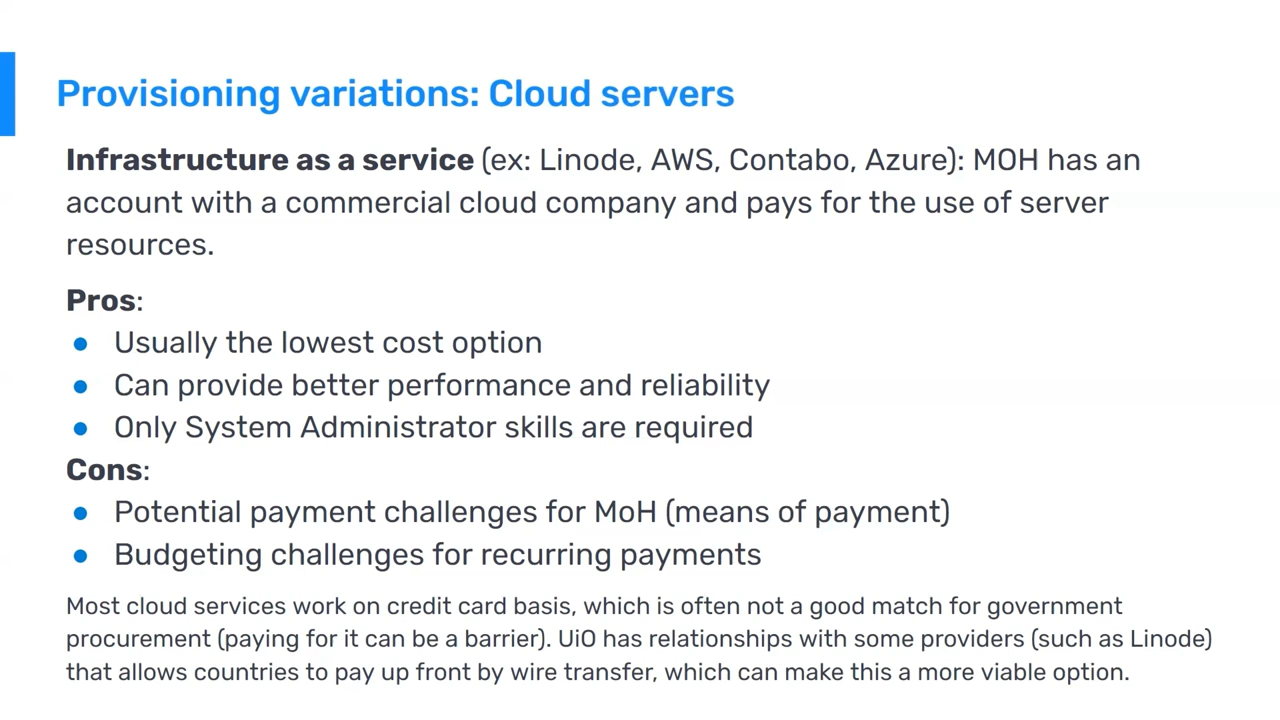 Provisioning variations: Cloud servers
Infrastructure as a service (ex: Linode, AWS, Contabo, Azure): MOH has an
account with a commercial cloud company and pays for the use of server
resources.
Pros:
● Usually the lowest cost option
● Can provide better performance and reliability
● Only System Administrator skills are required
Cons:
● Potential payment challenges for MoH (means of payment)
● Budgeting challenges for recurring payments
Most cloud services work on credit card basis, which is often not a good match for government
procurement (paying for it can be a barrier). UiO has relationships with some providers (such as Linode)
that allows countries to pay up front by wire transfer, which can make this a more viable option.